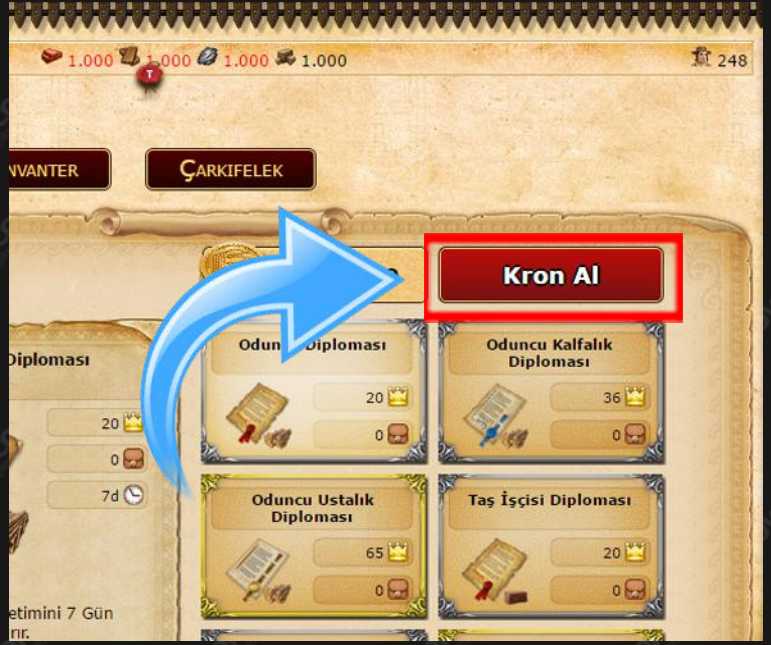 1.000 1.000 1.000 1.000 248
T
NVANTER
ÇARKIFELEK
Kron Al
Diploması
20
0
7d
etimini 7 Gün
rır.
Diploması
20
0
Oduncu Kalfalık
Diploması
36
0
Oduncu Ustalık
Diploması
65
0
Taş İşçisi Diploması
20
0